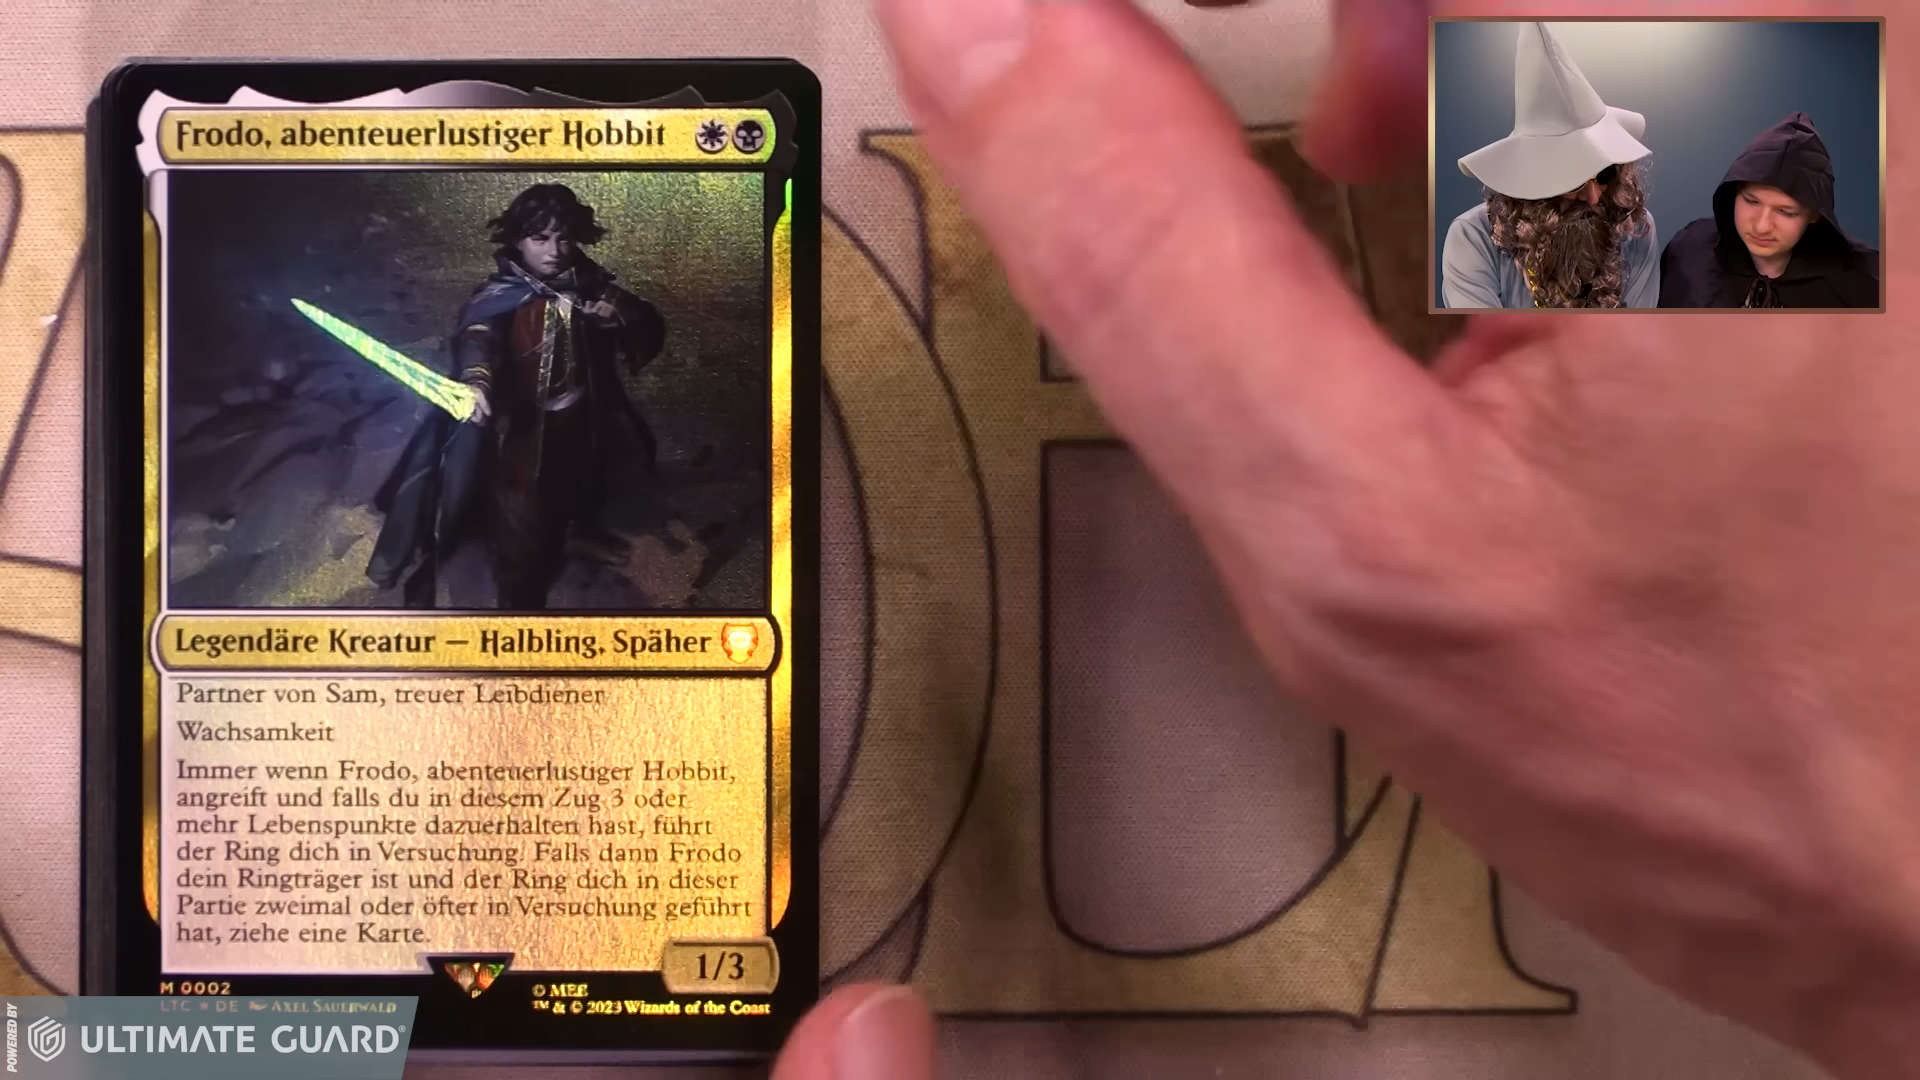 Frodo, abenteuerlustiger Hobbit
Legendäre Kreatur — Halbling, Späher
Partner von Sam, treuer Leibdiener
Wachsamkeit
Immer wenn Frodo, abenteuerlustiger Hobbit,
angreift und falls du in diesem Zug 3 oder
mehr Lebenspunkte dazuerhalten hast, führt
der Ring dich in Versuchung. Falls dann Frodo
dein Ringträger ist und der Ring dich in dieser
Partie zweimal oder öfter in Versuchung geführt
hat, ziehe eine Karte.
1/3
M 0002
LTC • DE AXEL SAUERWALD
© MEE
™ & © 2023 Wizards of the Coast
POWERED BY
ULTIMATE GUARD®